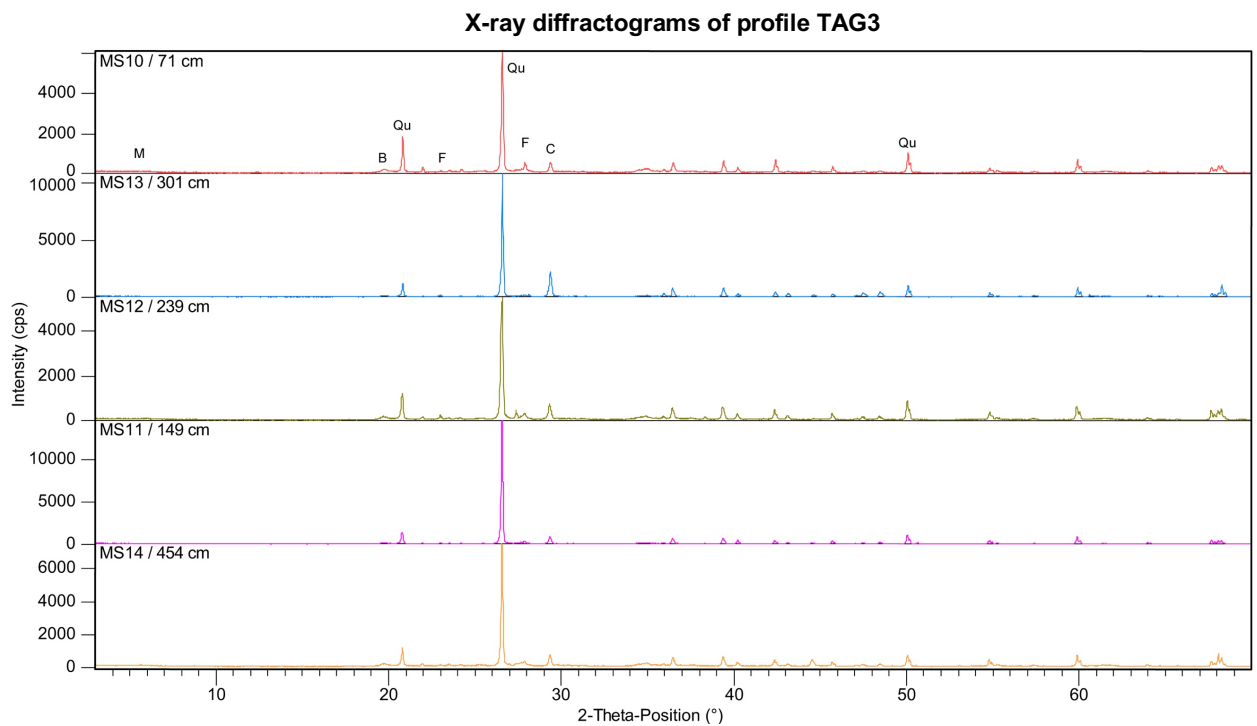 X-ray diffractograms of profile TAG3
MS10 / 71 cm
Qu
4000
2000
Qu
M
B
F
F
C
Qu
0
10000
MS13 / 301 cm
5000
0
MS12 / 239 cm
4000
2000
0
MS11 / 149 cm
10000
5000
0
MS14 / 454 cm
6000
4000
2000
0
Intensity (cps)
10 20 30 40 50 60
2-Theta-Position (°)